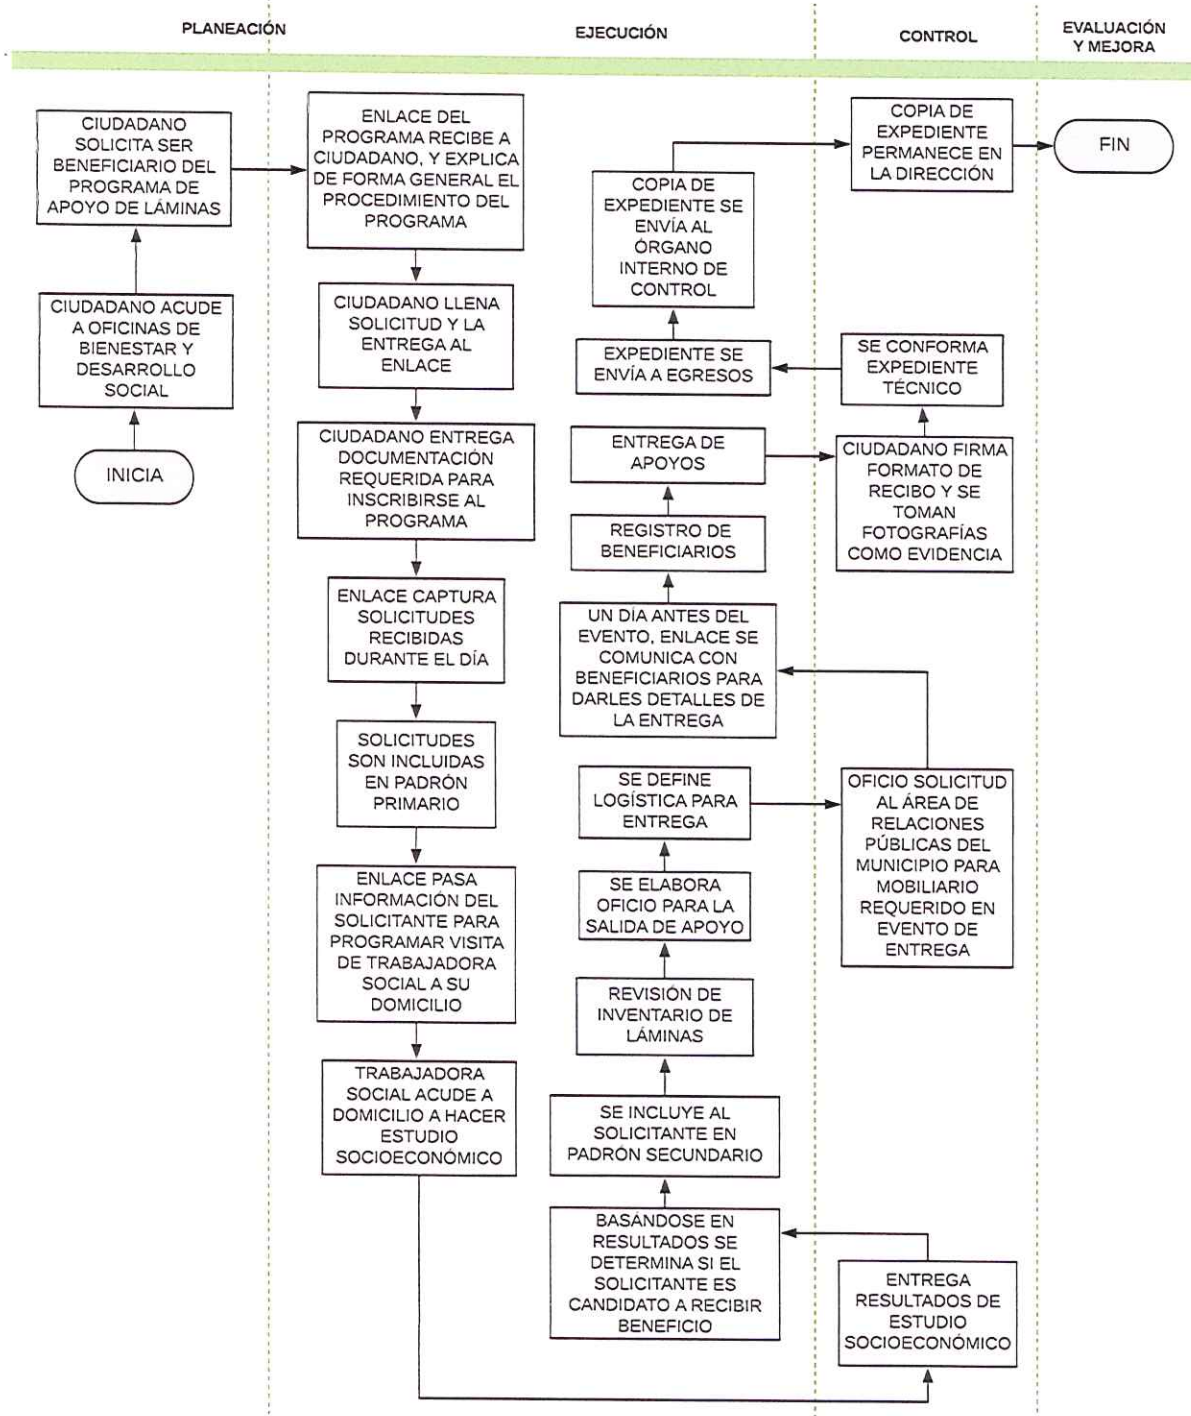 PLANEACIÓN
EJECUCIÓN
CONTROL
EVALUACIÓN
Y MEJORA
CIUDADANO
SOLICITA SER
BENEFICIARIO DEL
PROGRAMA DE
APOYO DE LÁMINAS
CIUDADANO ACUDE
A OFICINAS DE
BIENESTAR Y
DESARROLLO
SOCIAL
INICIA
ENLACE DEL
PROGRAMA RECIBE A
CIUDADANO, Y EXPLICA
DE FORMA GENERAL EL
PROCEDIMIENTO DEL
PROGRAMA
CIUDADANO LLENA
SOLICITUD Y LA
ENTREGA AL
ENLACE
CIUDADANO ENTREGA
DOCUMENTACIÓN
REQUERIDA PARA
INSCRIBIRSE AL
PROGRAMA
ENLACE CAPTURA
SOLICITUDES
RECIBIDAS
DURANTE EL DÍA
SOLICITUDES
SON INCLUIDAS
EN PADRÓN
PRIMARIO
ENLACE PASA
INFORMACIÓN DEL
SOLICITANTE PARA
PROGRAMAR VISITA
DE TRABAJADORA
SOCIAL A SU
DOMICILIO
TRABAJADORA
SOCIAL ACUDE A
DOMICILIO A HACER
ESTUDIO
SOCIOECONÓMICO
COPIA DE
EXPEDIENTE SE
ENVÍA AL
ÓRGANO
INTERNO DE
CONTROL
EXPEDIENTE SE
ENVÍA A EGRESOS
ENTREGA DE
APOYOS
REGISTRO DE
BENEFICIARIOS
UN DÍA ANTES DEL
EVENTO, ENLACE SE
COMUNICA CON
BENEFICIARIOS PARA
DARLES DETALLES DE
LA ENTREGA
SE DEFINE
LOGÍSTICA PARA
ENTREGA
SE ELABORA
OFICIO PARA LA
SALIDA DE APOYO
REVISIÓN DE
INVENTARIO DE
LÁMINAS
SE INCLUYE AL
SOLICITANTE EN
PADRÓN SECUNDARIO
BASÁNDOSE EN
RESULTADOS SE
DETERMINA SI EL
SOLICITANTE ES
CANDIDATO A RECIBIR
BENEFICIO
COPIA DE
EXPEDIENTE
PERMANECE EN
LA DIRECCIÓN
SE CONFORMA
EXPEDIENTE
TÉCNICO
CIUDADANO FIRMA
FORMATO DE
RECIBO Y SE
TOMAN
FOTOGRAFÍAS
COMO EVIDENCIA
OFICIO SOLICITUD
AL ÁREA DE
RELACIONES
PÚBLICAS DEL
MUNICIPIO PARA
MOBILIARIO
REQUERIDO EN
EVENTO DE
ENTREGA
ENTREGA
RESULTADOS DE
ESTUDIO
SOCIOECONÓMICO
FIN